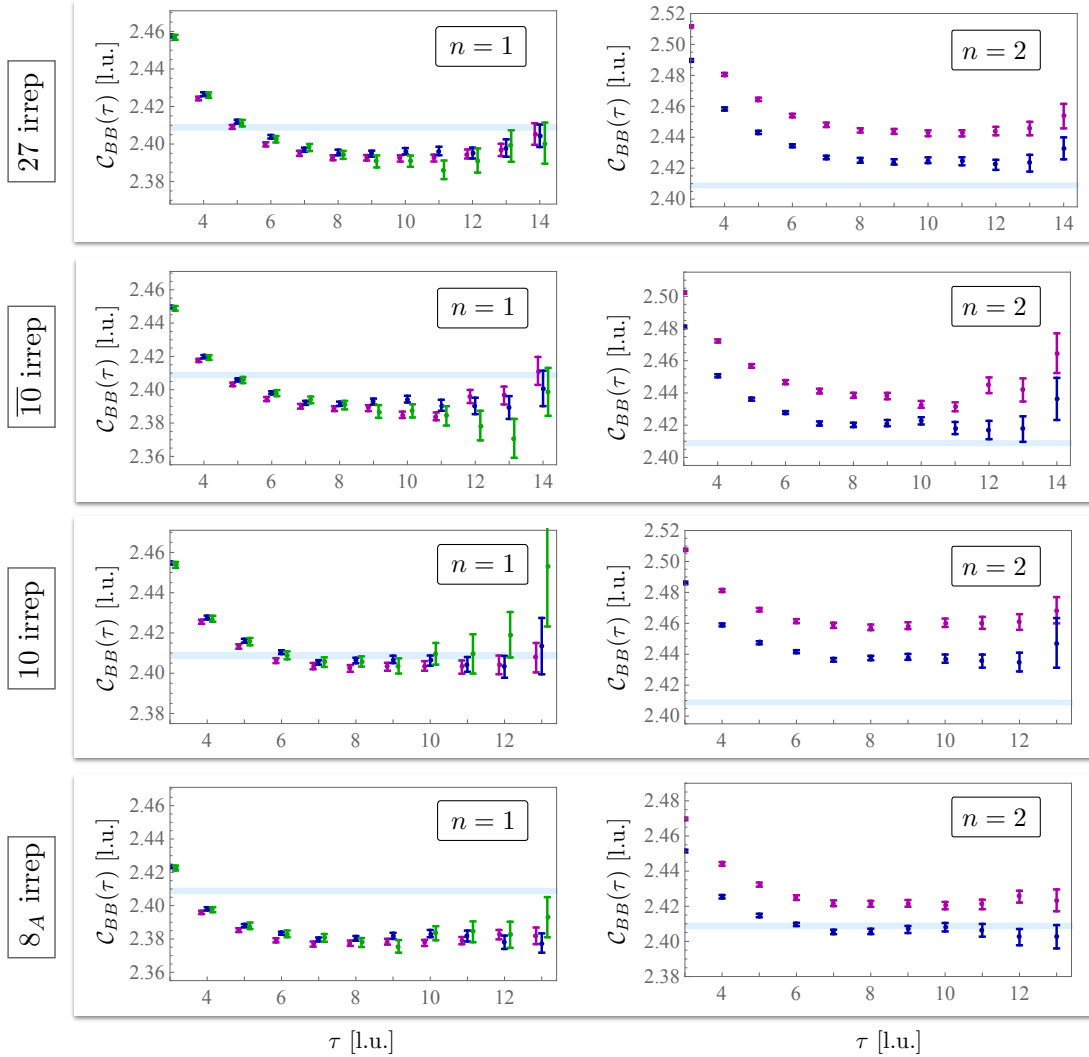 27 irrep
C_BB(τ) [l.u.]
2.46
2.44
2.42
2.40
2.38
n = 1
4 6 8 10 12 14
C_BB(τ) [l.u.]
2.52
2.50
2.48
2.46
2.44
2.42
2.40
n = 2
4 6 8 10 12 14
1̅0̅ irrep
C_BB(τ) [l.u.]
2.46
2.44
2.42
2.40
2.38
2.36
n = 1
4 6 8 10 12 14
C_BB(τ) [l.u.]
2.50
2.48
2.46
2.44
2.42
2.40
n = 2
4 6 8 10 12 14
10 irrep
C_BB(τ) [l.u.]
2.46
2.44
2.42
2.40
2.38
n = 1
4 6 8 10 12
C_BB(τ) [l.u.]
2.52
2.50
2.48
2.46
2.44
2.42
2.40
n = 2
4 6 8 10 12
8_A irrep
C_BB(τ) [l.u.]
2.46
2.44
2.42
2.40
2.38
2.36
n = 1
4 6 8 10 12
C_BB(τ) [l.u.]
2.48
2.46
2.44
2.42
2.40
2.38
n = 2
4 6 8 10 12
τ [l.u.]
τ [l.u.]